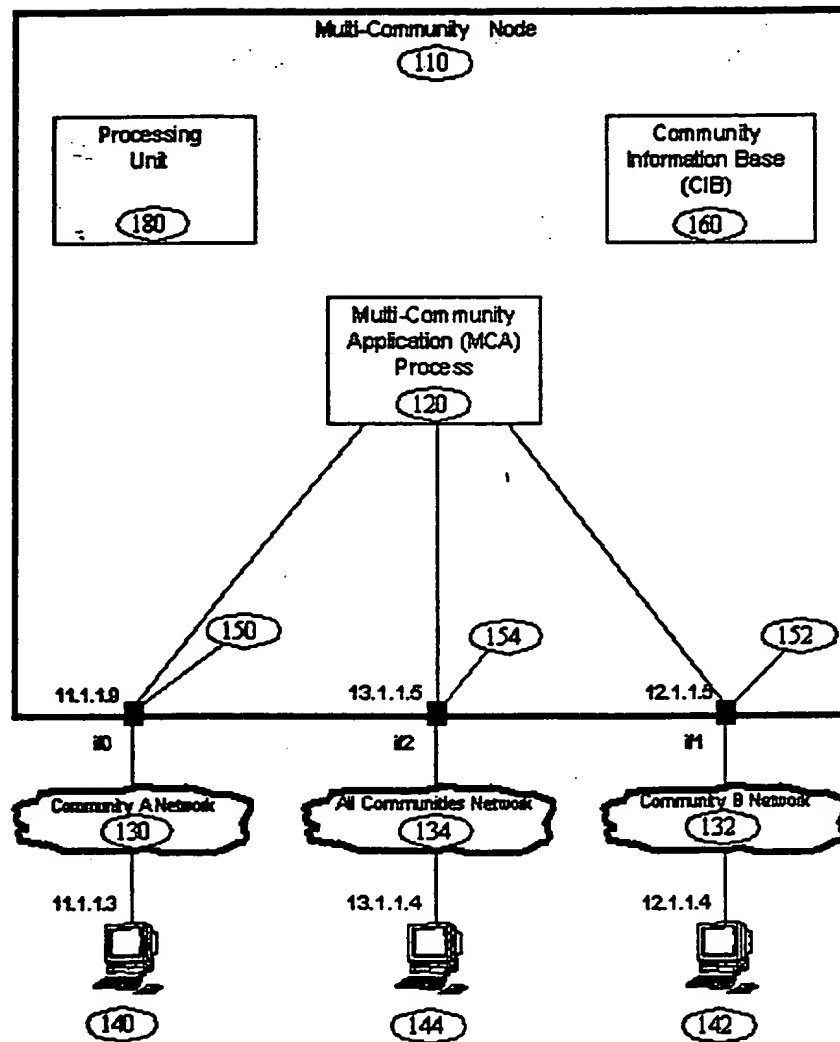 Multi-Community Node
110
Processing
Unit
180
Community
Information Base
(CIB)
160
Multi-Community
Application (MCA)
Process
120
150
154
152
11.1.1.9
13.1.1.5
12.1.1.5
if0
if2
if1
Community A Network
130
All Communities Network
134
Community B Network
132
11.1.1.3
13.1.1.4
12.1.1.4
140
144
142